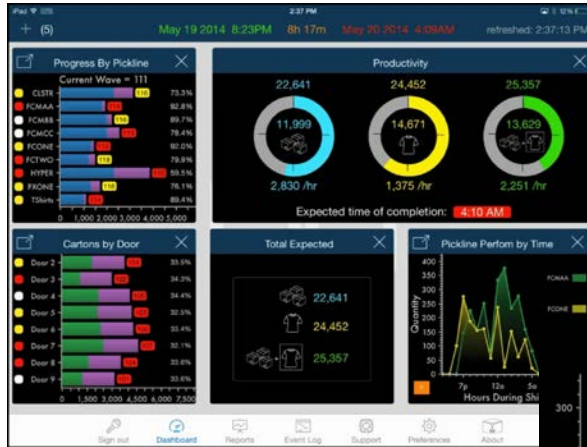 iPad
2:37 PM
12%
+ (5)
May 19 2014 8:23PM
8h 17m
May 20 2014 4:09AM
refreshed: 2:37:13 PM
Progress By Pickline
Current Wave = 111
CLSTR 116 73.3%
FCMAA 92.8%
FCMBB 116 89.7%
FCMCC 78.4%
FCONE 92.0%
FCTWO 118 79.9%
HYPER 59.5%
PXONE 116 76.1%
TShirts 89.4%
0 1,000 2,000 3,000 4,000 5,000
Productivity
22,641
11,999
2,830 /hr
24,452
14,671
1,375 /hr
25,357
13,629
2,251 /hr
Expected time of completion: 4:10 AM
Cartons by Door
Door 2 33.5%
Door 3 34.3%
Door 4 34.4%
Door 5 32.5%
Door 6 33.4%
Door 7 32.1%
Door 8 33.6%
Door 9 33.6%
0 1,500 3,000 4,500 6,000 7,500
Total Expected
22,641
24,452
25,357
Pickline Perfom by Time
Quantity
400
350
300
250
200
150
100
50
0
7p 12a 5a
Hours During Shi
FCMAA
FCONE
300
Sign out
Dashboard
Reports
Event Log
Support
Preferences
About